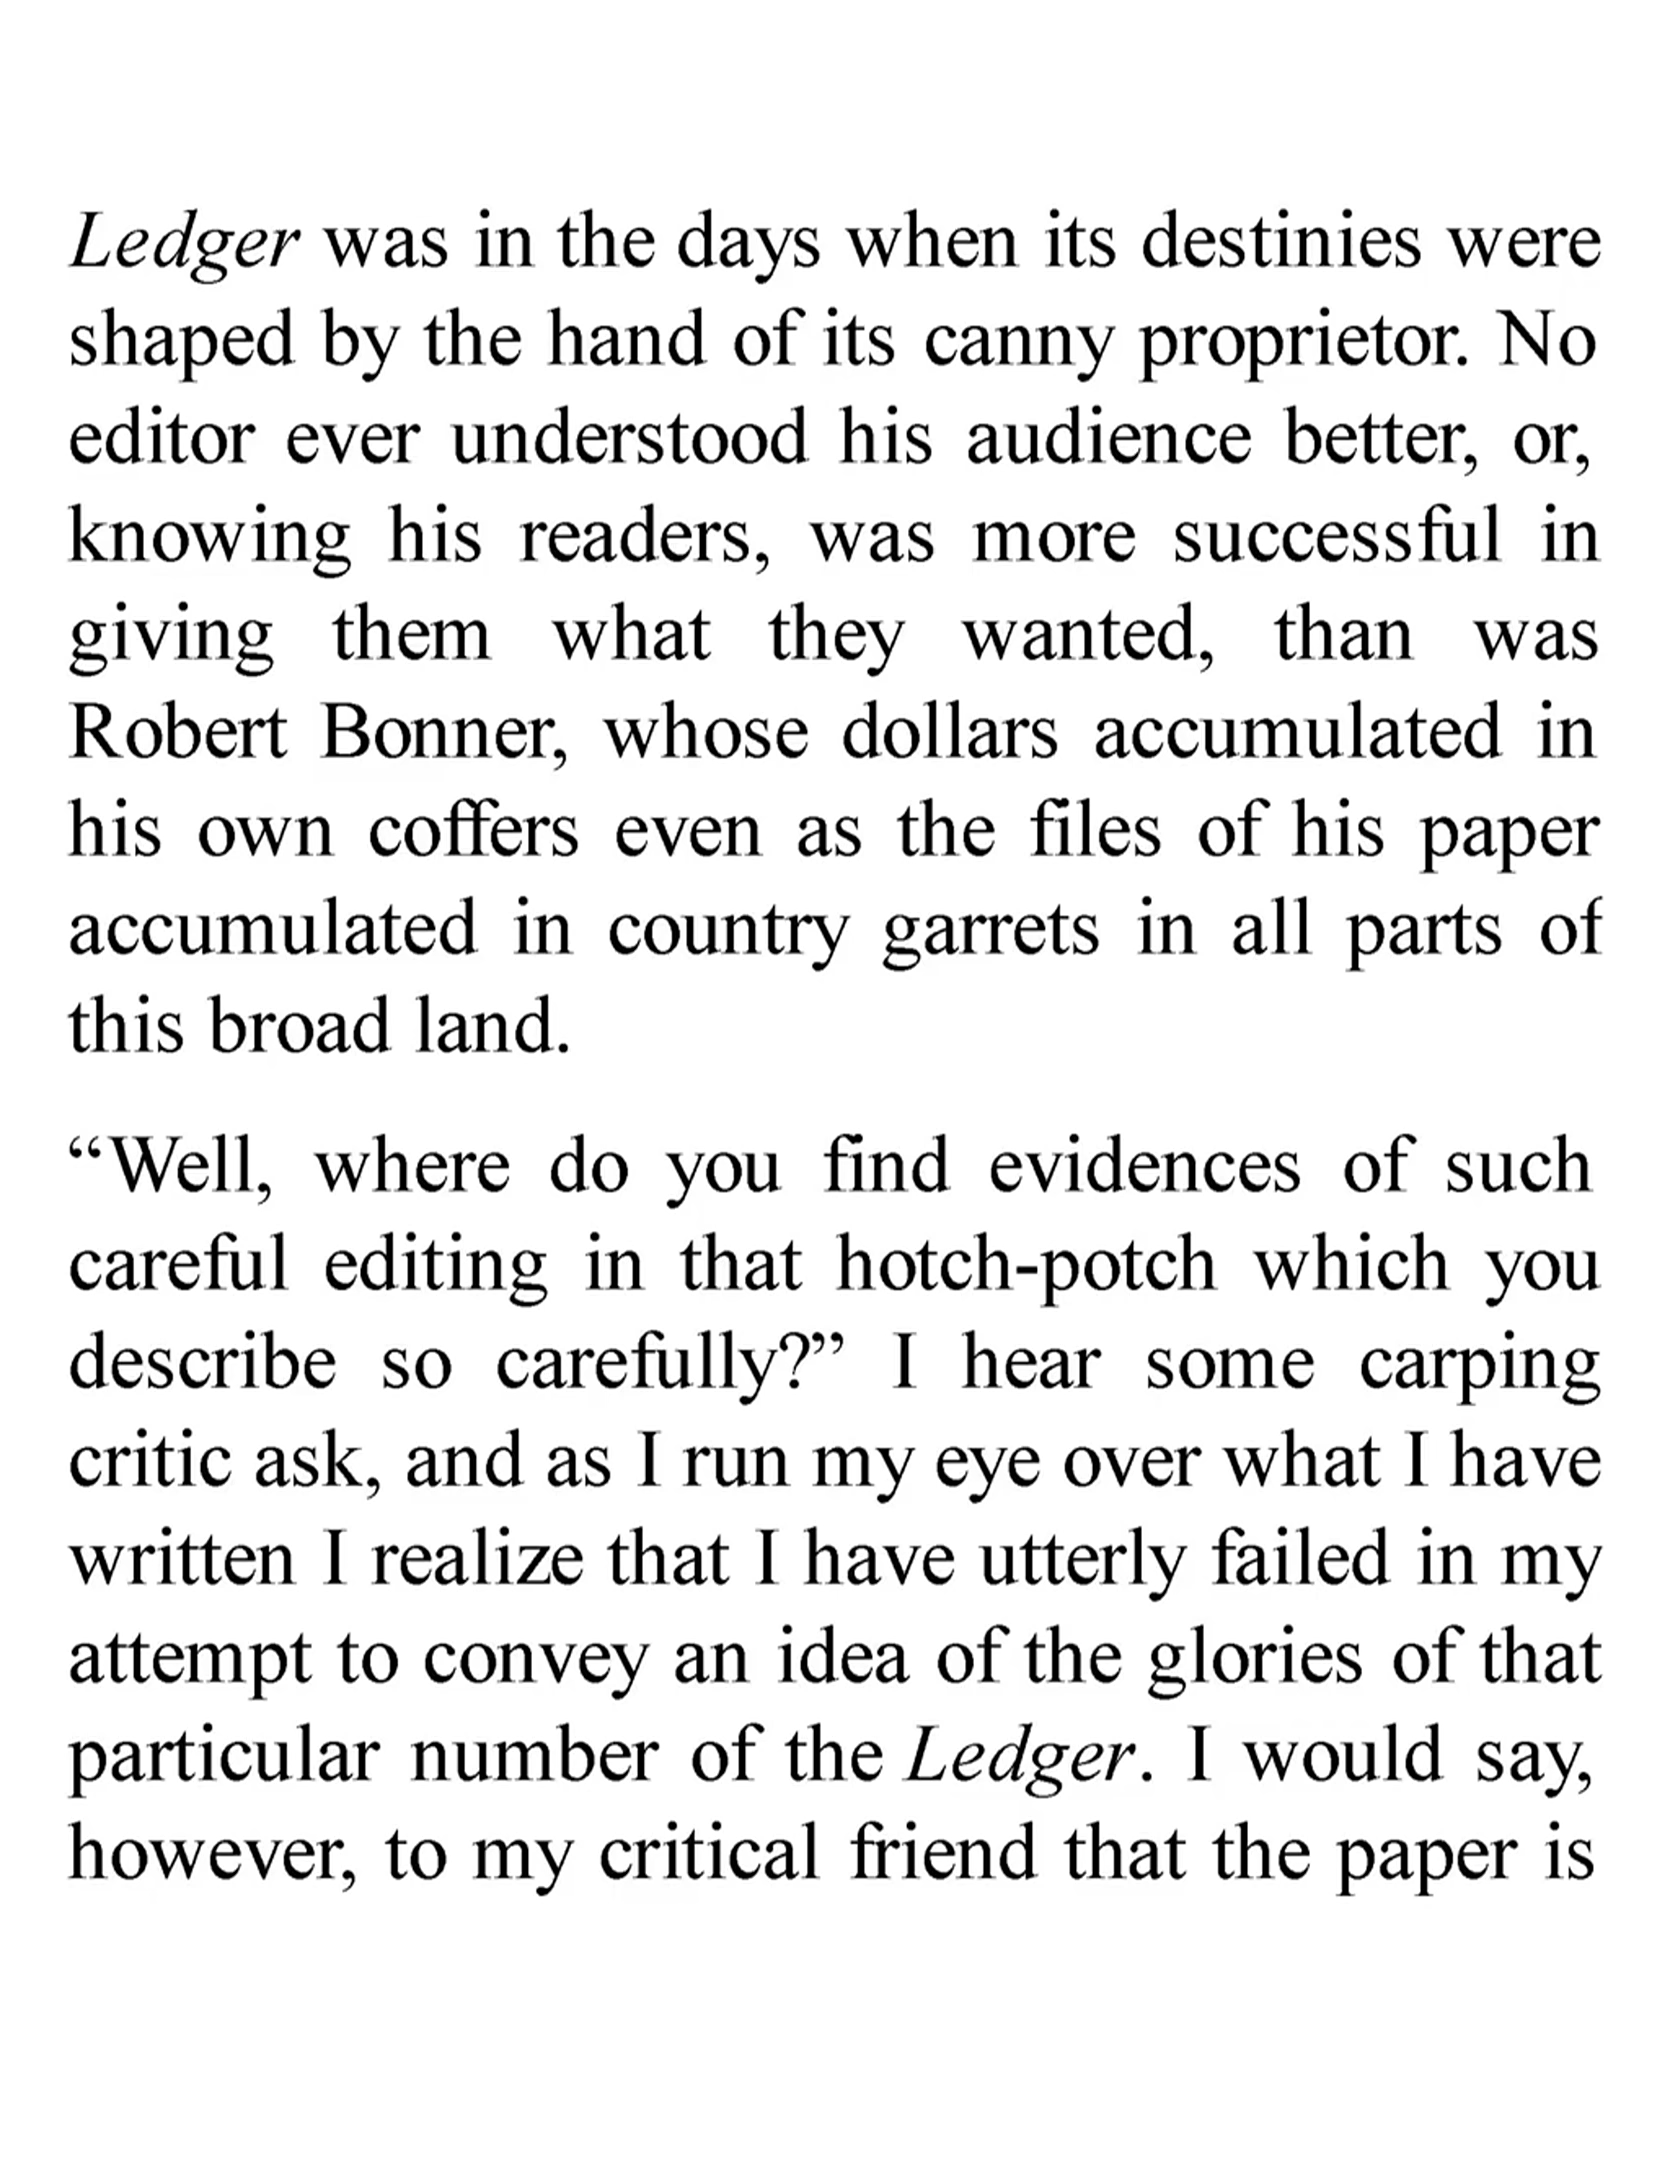 Ledger was in the days when its destinies were
shaped by the hand of its canny proprietor. No
editor ever understood his audience better, or,
knowing his readers, was more successful in
giving them what they wanted, than was
Robert Bonner, whose dollars accumulated in
his own coffers even as the files of his paper
accumulated in country garrets in all parts of
this broad land.
“Well, where do you find evidences of such
careful editing in that hotch-potch which you
describe so carefully?” I hear some carping
critic ask, and as I run my eye over what I have
written I realize that I have utterly failed in my
attempt to convey an idea of the glories of that
particular number of the Ledger. I would say,
however, to my critical friend that the paper is